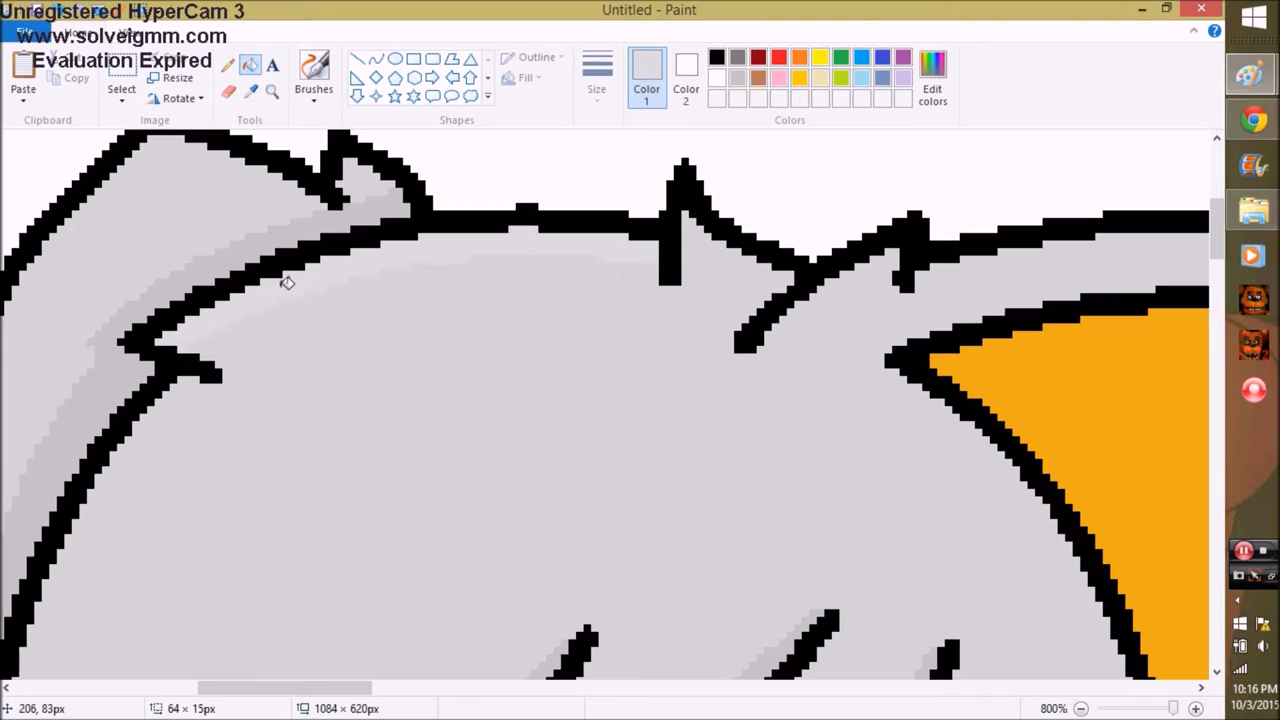 Unregistered HyperCam 3
www.solveigmm.com
Evaluation Expired
Untitled - Paint
Paste
Copy
Clipboard
Select
Resize
Rotate
Image
A
Tools
Brushes
Outline
Fill
Shapes
Size
Color 1
Color 2
Edit colors
Colors
206, 83px
64 × 15px
1084 × 620px
800%
10:16 PM
10/3/2015